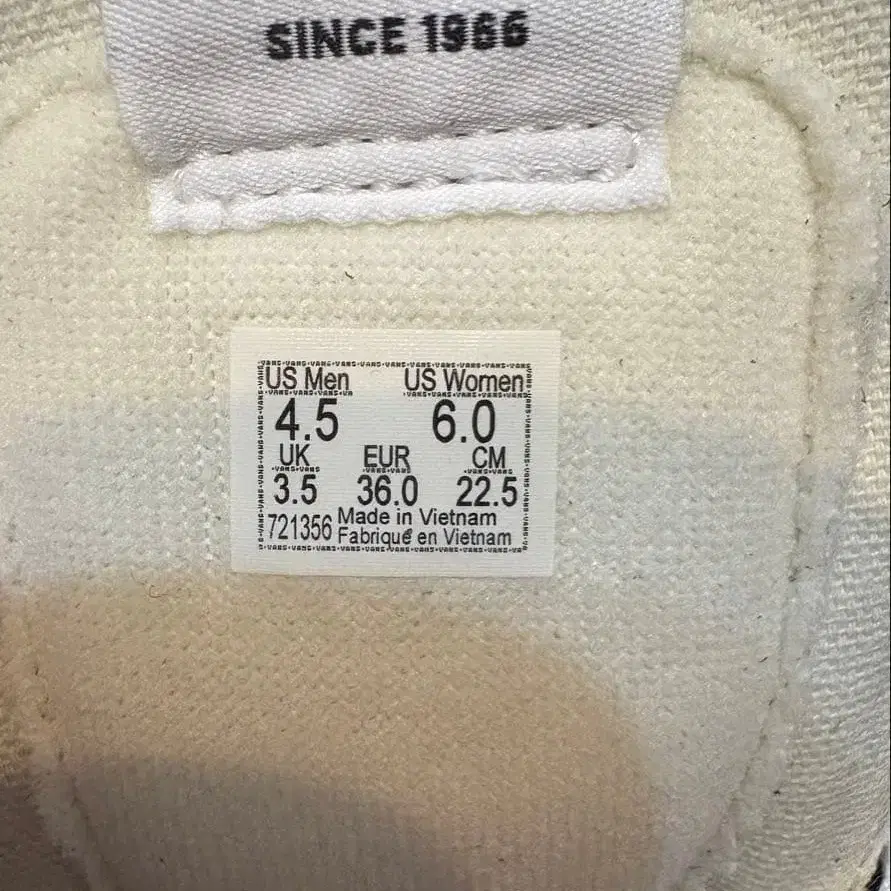 SINCE 1966
US Men US Women
4.5 6.0
UK EUR CM
3.5 36.0 22.5
721356 Made in Vietnam
Fabriqué en Vietnam